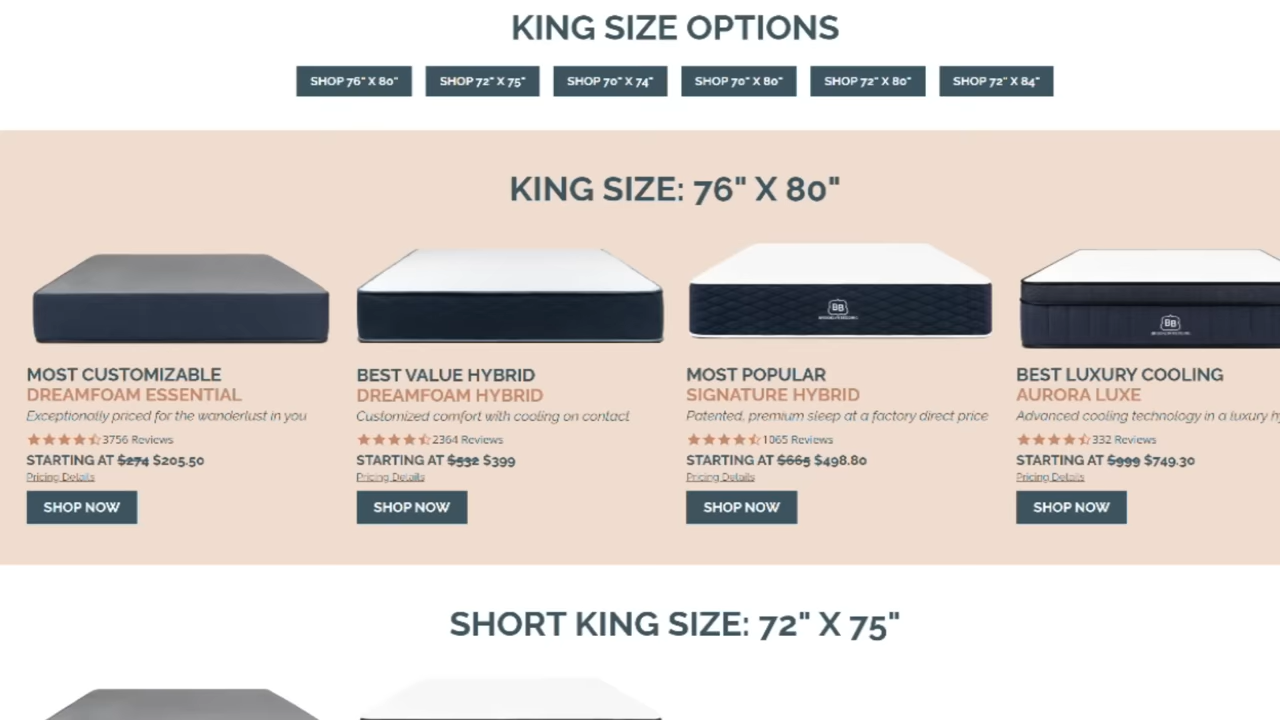 KING SIZE OPTIONS
SHOP 76" X 80"
SHOP 72" X 75"
SHOP 70" X 74"
SHOP 70" X 80"
SHOP 72" X 80"
SHOP 72" X 84"
KING SIZE: 76" X 80"
BB
BB
MOST CUSTOMIZABLE
DREAMFOAM ESSENTIAL
Exceptionally priced for the wanderlust in you
3756 Reviews
STARTING AT $274 $205.50
Pricing Details
SHOP NOW
BEST VALUE HYBRID
DREAMFOAM HYBRID
Customized comfort with cooling on contact
2364 Reviews
STARTING AT $532 $399
Pricing Details
SHOP NOW
MOST POPULAR
SIGNATURE HYBRID
Patented, premium sleep at a factory direct price
1065 Reviews
STARTING AT $665 $498.80
Pricing Details
SHOP NOW
BEST LUXURY COOLING
AURORA LUXE
Advanced cooling technology in a luxury
332 Reviews
STARTING AT $999 $749.30
Pricing Details
SHOP NOW
SHORT KING SIZE: 72" X 75"